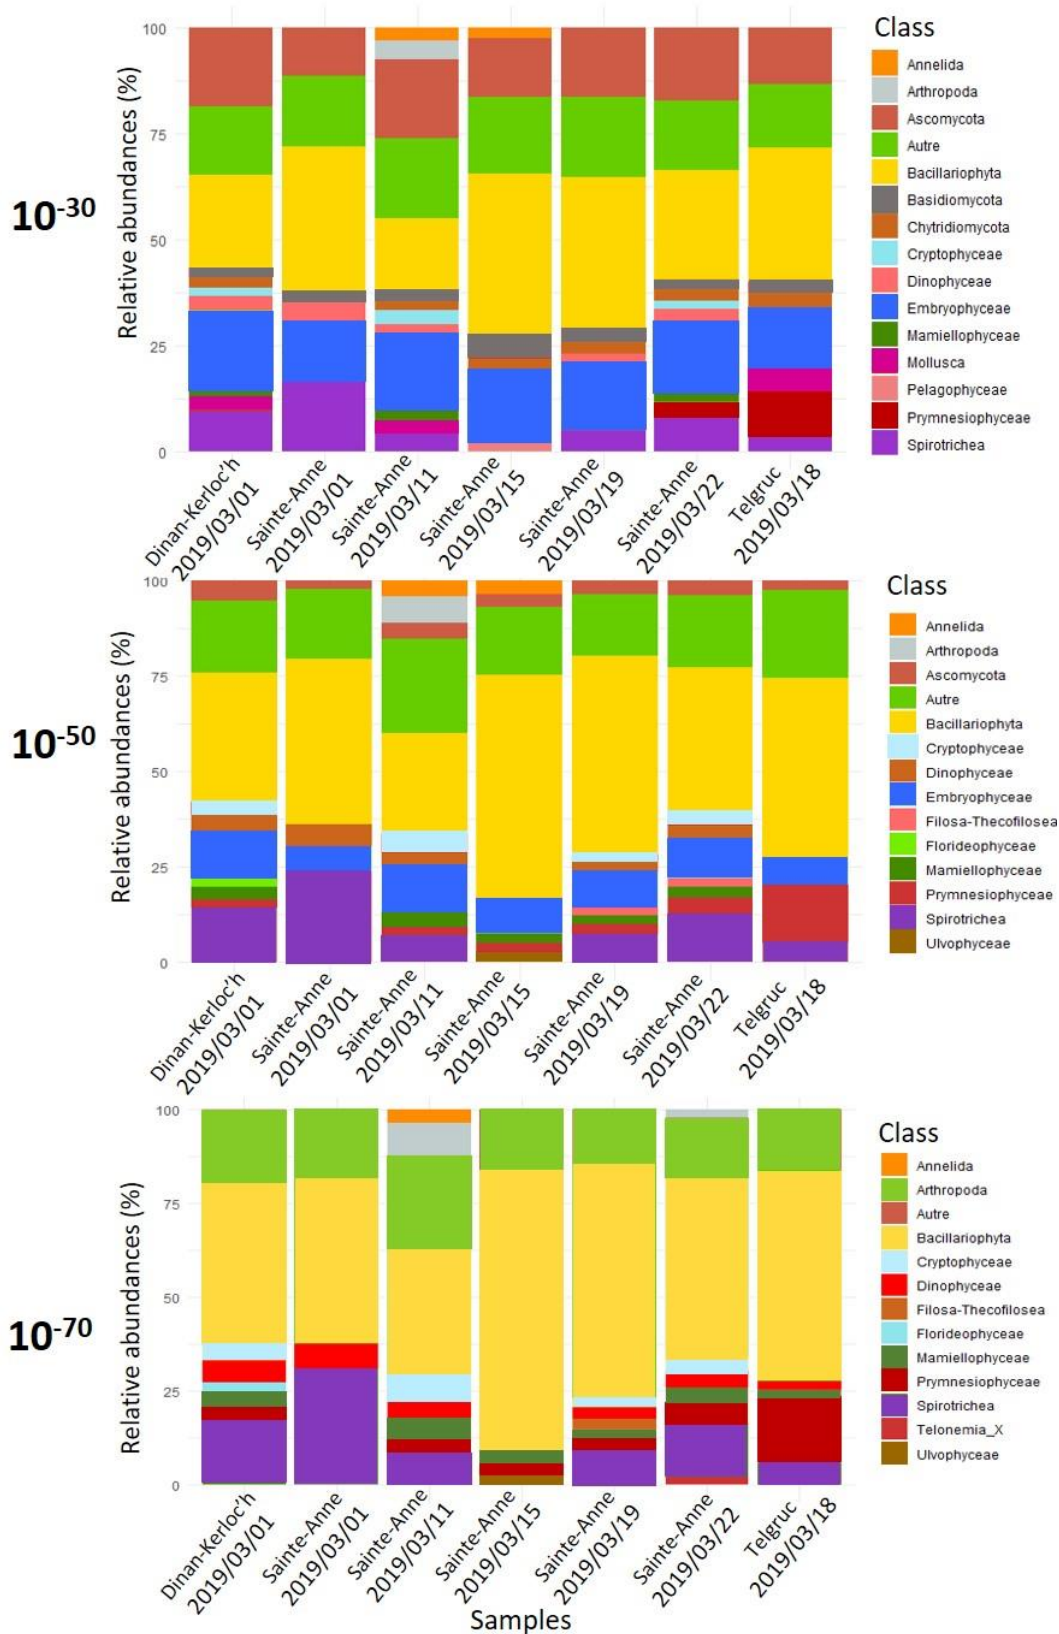 10-30
Relative abundances (%)
100
75
50
25
0
Class
Annelida
Arthropoda
Ascomycota
Autre
Bacillariophyta
Basidiomycota
Chytridiomycota
Cryptophyceae
Dinophyceae
Embryophyceae
Mamiellophyceae
Mollusca
Pelagophyceae
Prymnesiophyceae
Spirotrichea
Dinan-Kerloc’h
2019/03/01
Sainte-Anne
2019/03/01
Sainte-Anne
2019/03/11
Sainte-Anne
2019/03/15
Sainte-Anne
2019/03/19
Sainte-Anne
2019/03/22
Telgruc
2019/03/18
10-50
Relative abundances (%)
100
75
50
25
0
Class
Annelida
Arthropoda
Ascomycota
Autre
Bacillariophyta
Cryptophyceae
Dinophyceae
Embryophyceae
Filosa-Thecofilosea
Florideophyceae
Mamiellophyceae
Prymnesiophyceae
Spirotrichea
Ulvophyceae
Dinan-Kerloc’h
2019/03/01
Sainte-Anne
2019/03/01
Sainte-Anne
2019/03/11
Sainte-Anne
2019/03/15
Sainte-Anne
2019/03/19
Sainte-Anne
2019/03/22
Telgruc
2019/03/18
10-70
Relative abundances (%)
100
75
50
25
0
Class
Annelida
Arthropoda
Autre
Bacillariophyta
Cryptophyceae
Dinophyceae
Filosa-Thecofilosea
Florideophyceae
Mamiellophyceae
Prymnesiophyceae
Spirotrichea
Telonemia_X
Ulvophyceae
Dinan-Kerloc’h
2019/03/01
Sainte-Anne
2019/03/01
Sainte-Anne
2019/03/11
Sainte-Anne
2019/03/15
Sainte-Anne
2019/03/19
Sainte-Anne
2019/03/22
Telgruc
2019/03/18
Samples